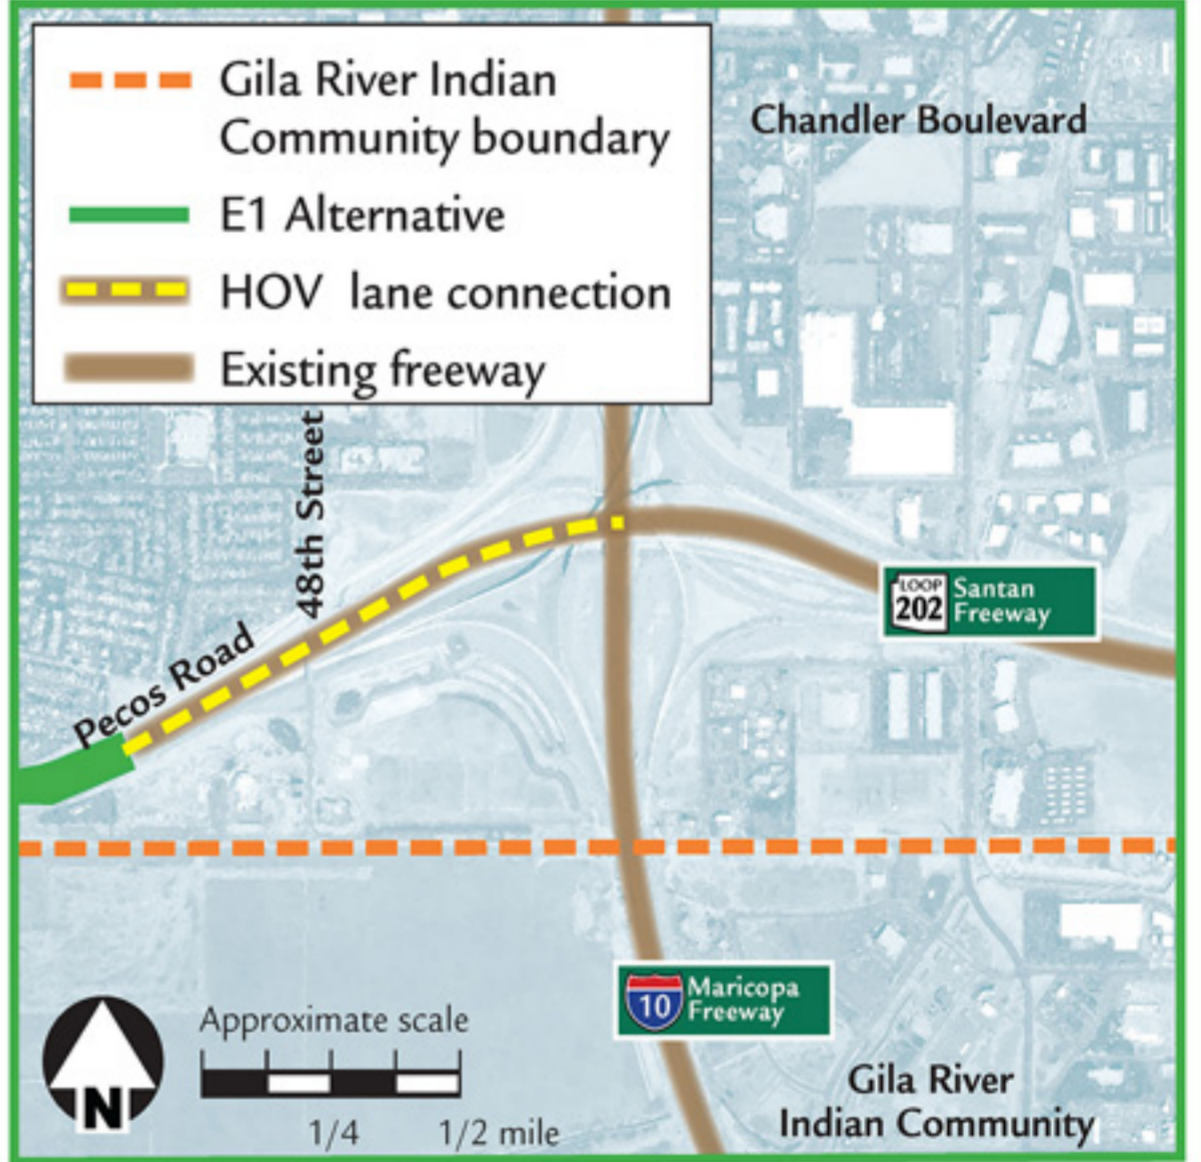 Gila River Indian
Community boundary
E1 Alternative
HOV lane connection
Existing freeway
Chandler Boulevard
48th Street
Pecos Road
LOOP
202
Santan
Freeway
10
Maricopa
Freeway
Approximate scale
1/4
1/2 mile
N
Gila River
Indian Community